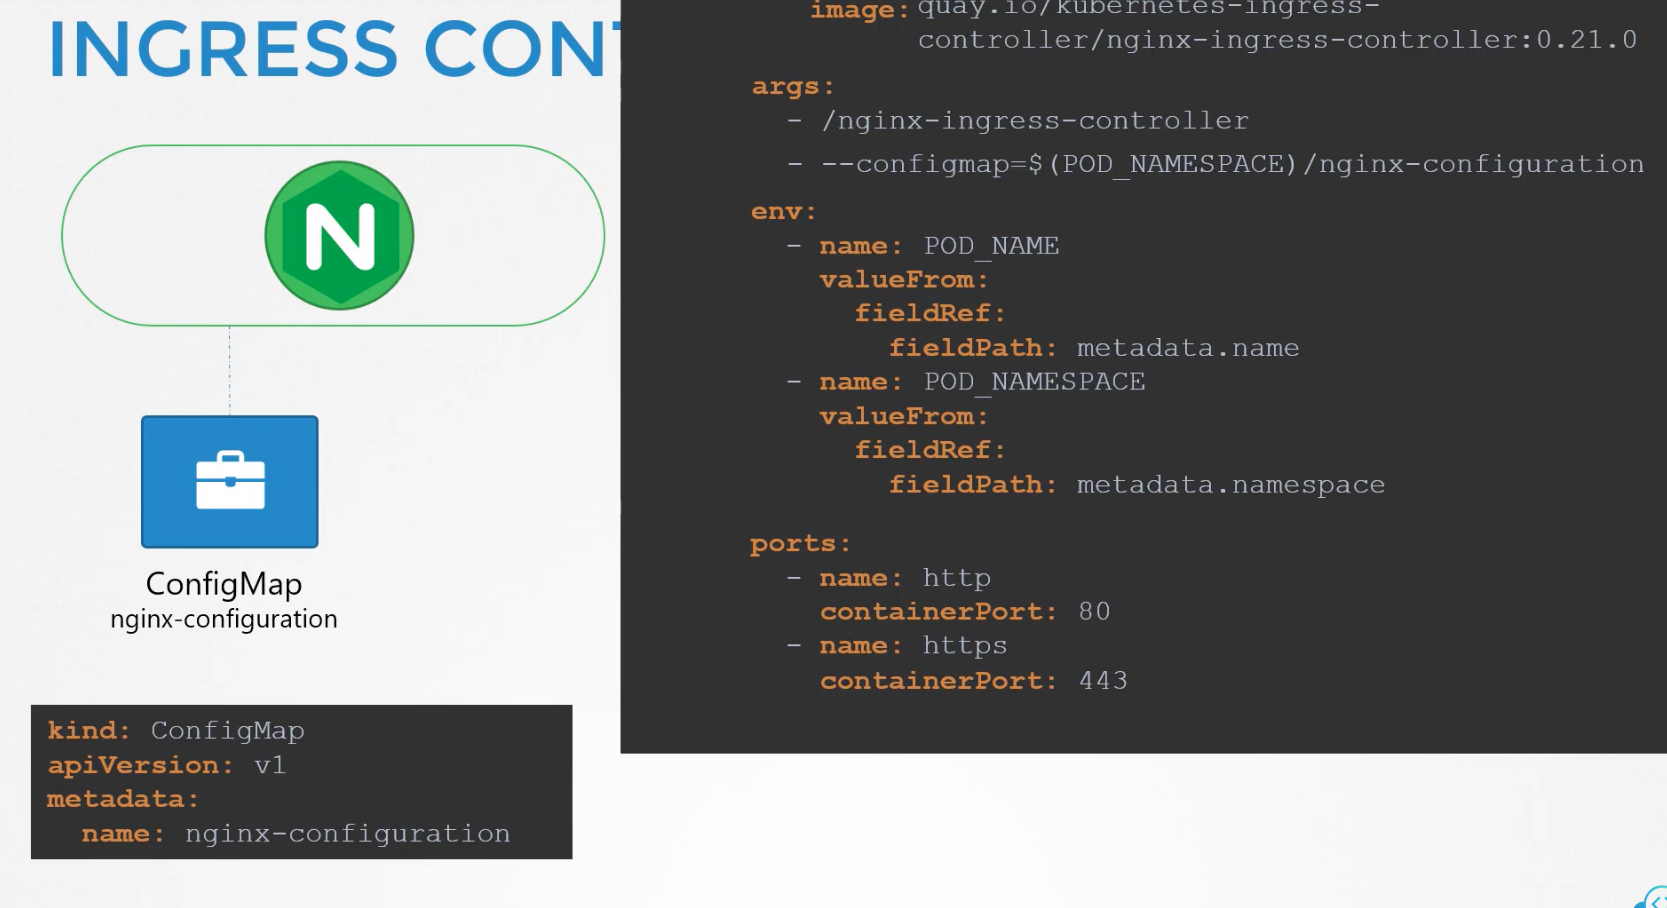 INGRESS CONT
N
ConfigMap
nginx-configuration
kind: ConfigMap
apiVersion: v1
metadata:
  name: nginx-configuration
image: quay.io/kubernetes-ingress-
controller/nginx-ingress-controller:0.21.0
args:
  - /nginx-ingress-controller
  - --configmap=$(POD_NAMESPACE)/nginx-configuration
env:
  - name: POD_NAME
    valueFrom:
      fieldRef:
        fieldPath: metadata.name
  - name: POD_NAMESPACE
    valueFrom:
      fieldRef:
        fieldPath: metadata.namespace
ports:
  - name: http
    containerPort: 80
  - name: https
    containerPort: 443